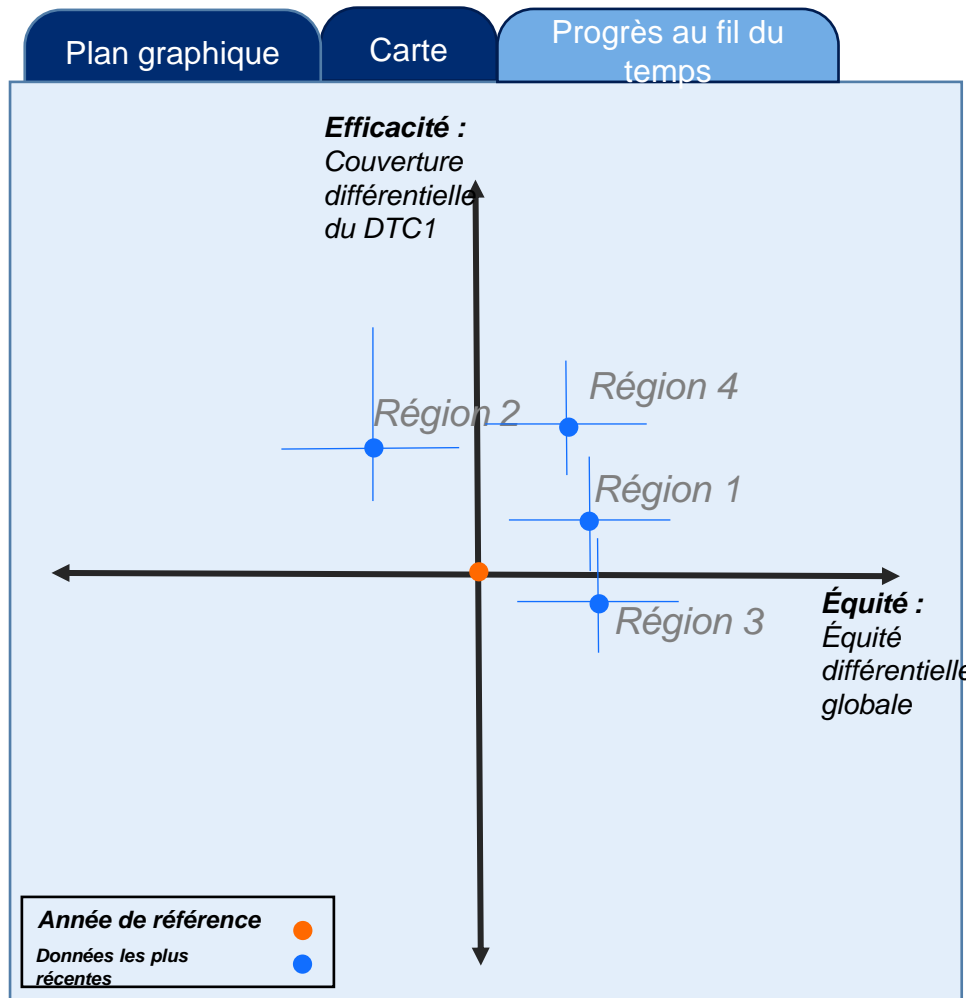 Plan graphique
Carte
Progrès au fil du
temps
Efficacité :
Couverture
différentielle
du DTC1
Région 4
Région 2
Région 1
Région 3
Équité :
Équité
différentielle
globale
Année de référence
Données les plus
récentes